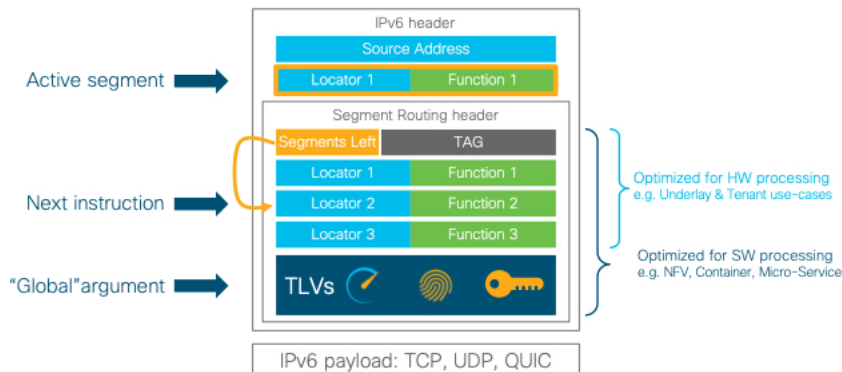 IPv6 header
Source Address
Active segment
Locator 1 Function 1
Segment Routing header
Segments Left TAG
Locator 1 Function 1
Next instruction
Locator 2 Function 2
Locator 3 Function 3
"Global"argument
TLVs
Optimized for HW processing
e.g. Underlay & Tenant use-cases
Optimized for SW processing
e.g. NFV, Container, Micro-Service
IPv6 payload: TCP, UDP, QUIC